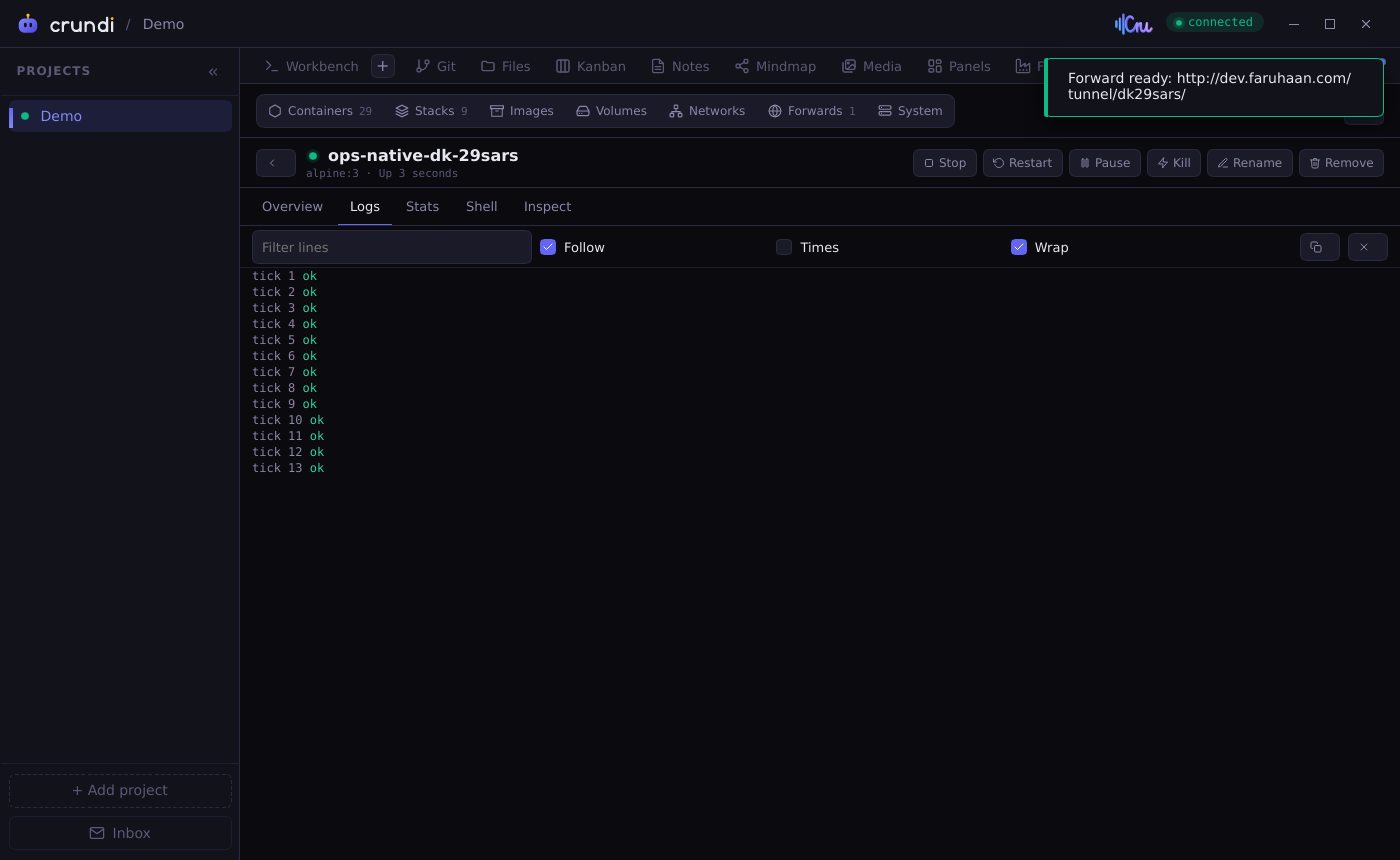 crundi / Demo
Cru
connected
PROJECTS
Demo
+ Add project
Inbox
Workbench
Git
Files
Kanban
Notes
Mindmap
Media
Panels
Forward ready: http://dev.faruhaan.com/
tunnel/dk29sars/
Containers 29
Stacks 9
Images
Volumes
Networks
Forwards 1
System
ops-native-dk-29sars
alpine:3 · Up 3 seconds
Stop
Restart
Pause
Kill
Rename
Remove
Overview
Logs
Stats
Shell
Inspect
Filter lines
Follow
Times
Wrap
tick 1 ok
tick 2 ok
tick 3 ok
tick 4 ok
tick 5 ok
tick 6 ok
tick 7 ok
tick 8 ok
tick 9 ok
tick 10 ok
tick 11 ok
tick 12 ok
tick 13 ok